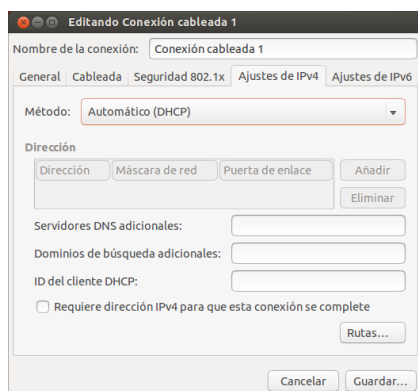 Editando Conexión cableada 1
Nombre de la conexión: Conexión cableada 1
General Cableada Seguridad 802.1x Ajustes de IPv4 Ajustes de IPv6
Método: Automático (DHCP)
Dirección
Dirección Máscara de red Puerta de enlace Añadir
Eliminar
Servidores DNS adicionales:
Dominios de búsqueda adicionales:
ID del cliente DHCP:
Requiere dirección IPv4 para que esta conexión se complete
Rutas...
Cancelar Guardar...